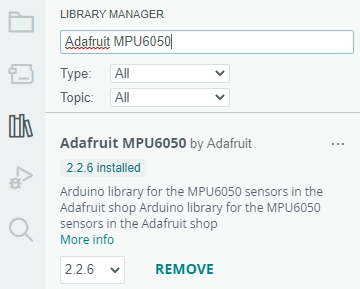 LIBRARY MANAGER
Adafruit MPU6050
Type: All
Topic: All
Adafruit MPU6050 by Adafruit ...
2.2.6 installed
Arduino library for the MPU6050 sensors in the
Adafruit shop Arduino library for the MPU6050
sensors in the Adafruit shop
More info
2.2.6 REMOVE